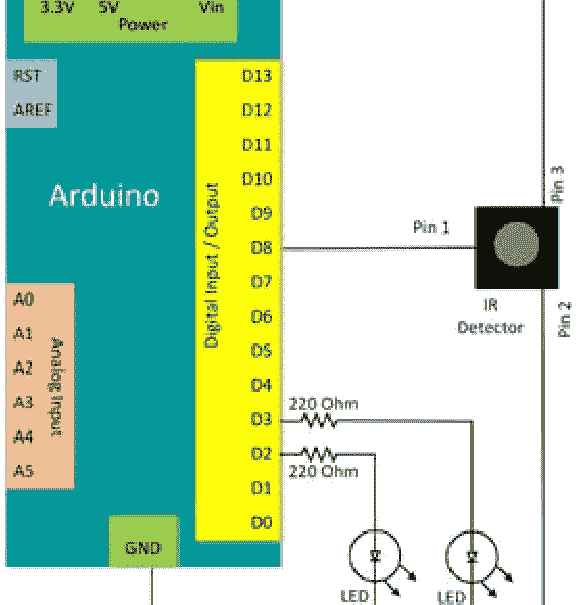 3.3V 5V Vin
Power
RST
AREF
Arduino
A0
A1
A2
A3
A4
A5
Analog Input
GND
Digital Input / Output
D13
D12
D11
D10
D9
D8
D7
D6
D5
D4
D3
D2
D1
D0
Pin 1
Pin 3
Pin 2
IR
Detector
220 Ohm
220 Ohm
LED
LED